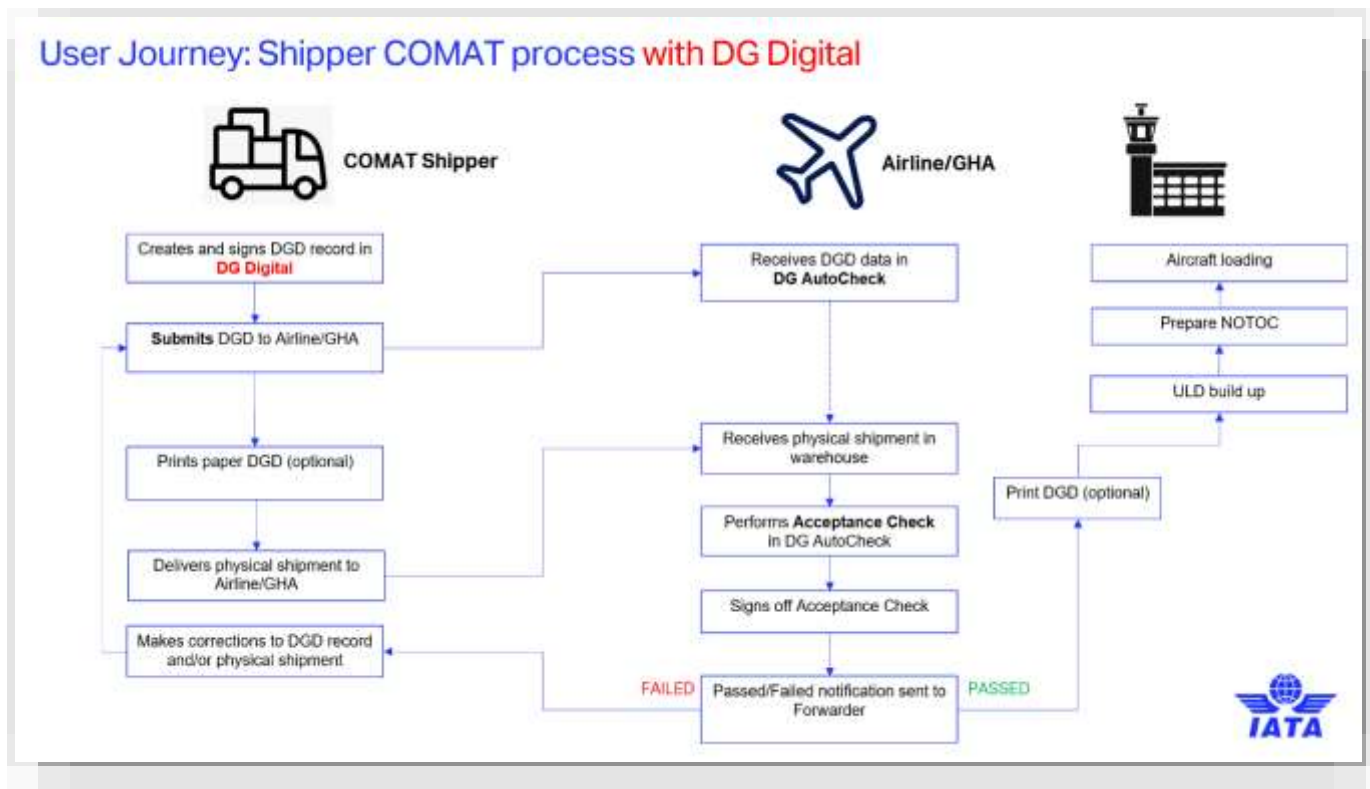 User Journey: Shipper COMAT process with DG Digital
COMAT Shipper
Airline/GHA
Creates and signs DGD record in
DG Digital
Submits DGD to Airline/GHA
Prints paper DGD (optional)
Delivers physical shipment to
Airline/GHA
Makes corrections to DGD record
and/or physical shipment
Receives DGD data in
DG AutoCheck
Receives physical shipment in
warehouse
Performs Acceptance Check
in DG AutoCheck
Signs off Acceptance Check
FAILED
Passed/Failed notification sent to
Forwarder
PASSED
Print DGD (optional)
Aircraft loading
Prepare NOTOC
ULD build up
IATA